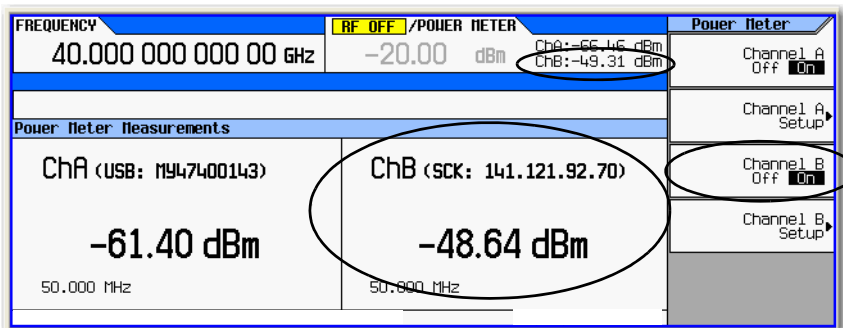 FREQUENCY
40.000 000 000 00 GHz
RF OFF /POWER METER
-20.00 dBm
ChA:-66.46 dBm
ChB:-49.31 dBm
Power Meter Measurements
ChA (USB: MY47400143)
-61.40 dBm
50.000 MHz
ChB (SCK: 141.121.92.70)
-48.64 dBm
50.000 MHz
Power Meter
Channel A
Off On
Channel A
Setup
Channel B
Off On
Channel B
Setup